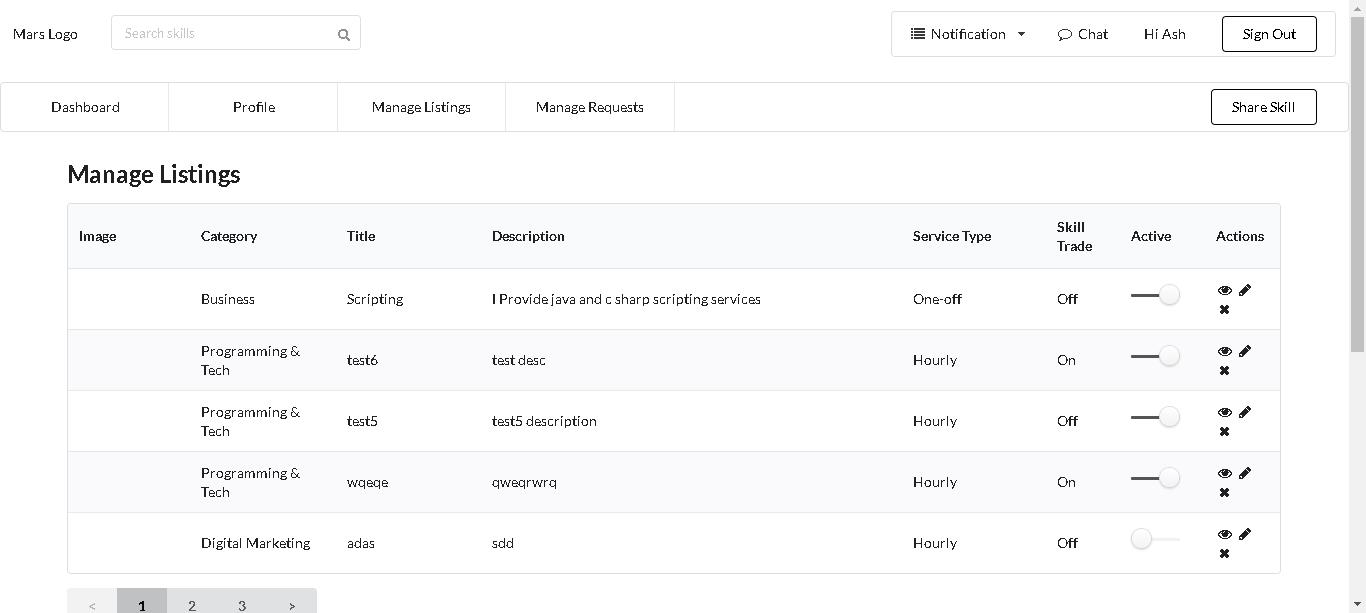 Mars Logo Search skills Notification Chat Hi Ash Sign Out
Dashboard Profile Manage Listings Manage Requests Share Skill
Manage Listings
Image Category Title Description Service Type Skill Trade Active Actions
Business Scripting I Provide java and c sharp scripting services One-off Off
Programming & Tech test6 test desc Hourly On
Programming & Tech test5 test5 description Hourly Off
Programming & Tech wqeqe qweqrwrq Hourly On
Digital Marketing adas sdd Hourly Off
< 1 2 3 >